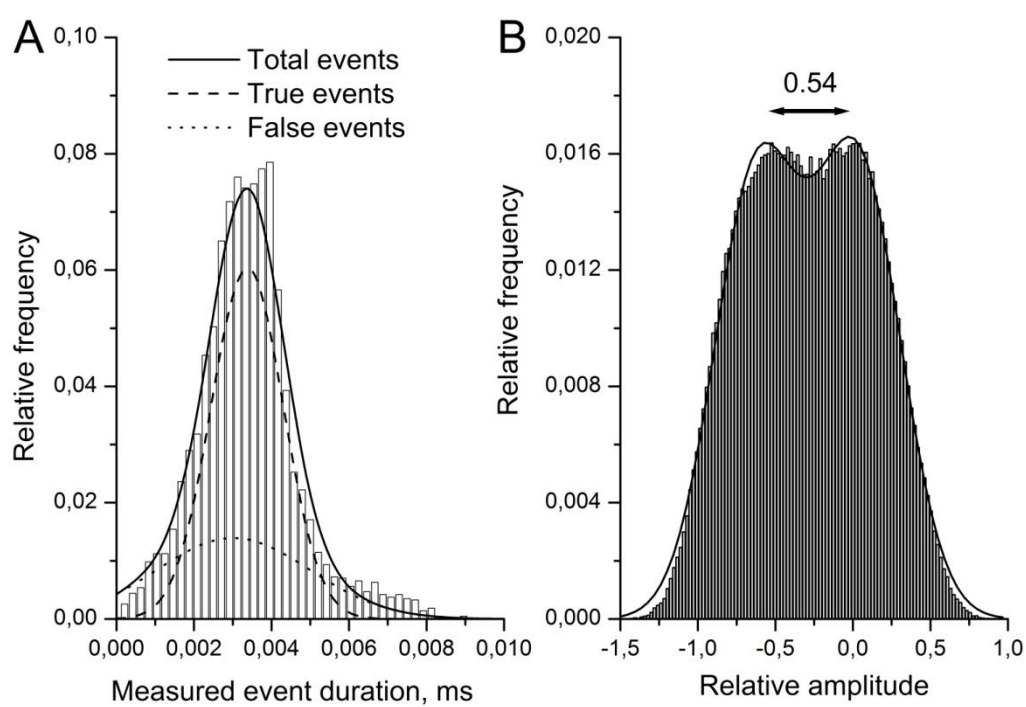 A
Total events
True events
False events
Relative frequency
0,10
0,08
0,06
0,04
0,02
0,00
0,000 0,002 0,004 0,006 0,008 0,010
Measured event duration, ms
B
0.54
Relative frequency
0,020
0,016
0,012
0,008
0,004
0,000
-1,5 -1,0 -0,5 0,0 0,5 1,0
Relative amplitude